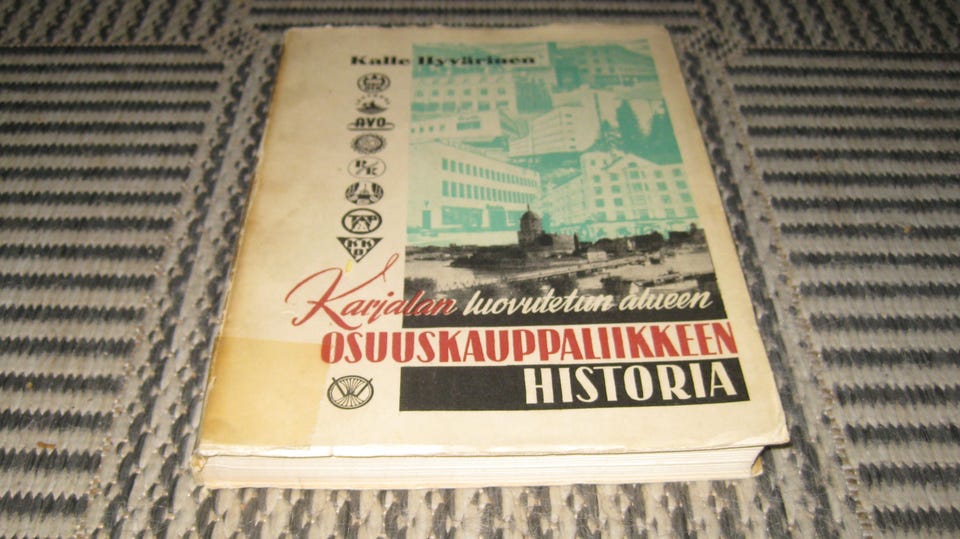 Kalle Hyvärinen
AVO
Karjalan luovutetun alueen
OSUUSKAUPPALIIKKEEN
HISTORIA